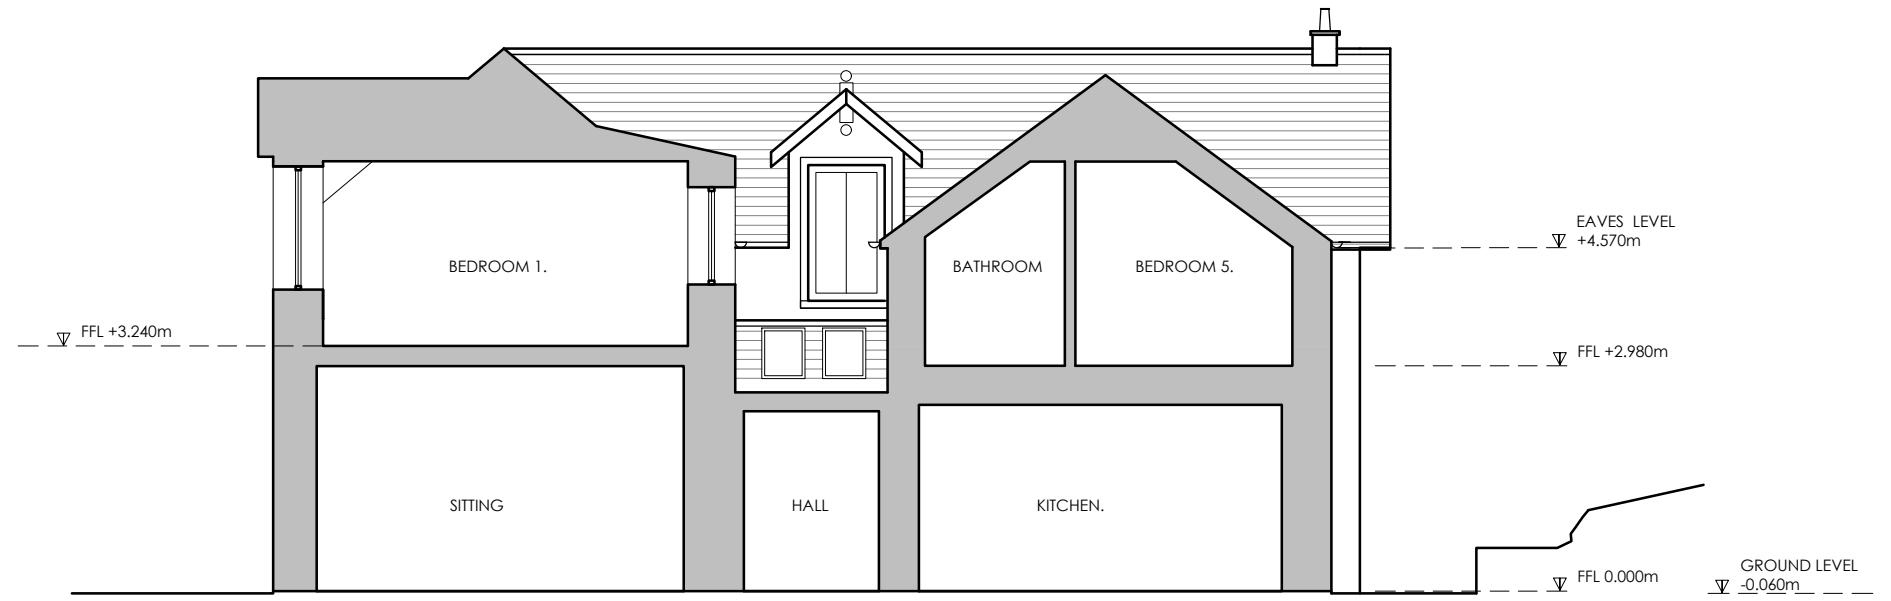 EAVES LEVEL
+4.570m
BEDROOM 1.
BATHROOM
BEDROOM 5.
FFL +3.240m
FFL +2.980m
SITTING
HALL
KITCHEN.
GROUND LEVEL
-0.060m
FFL 0.000m